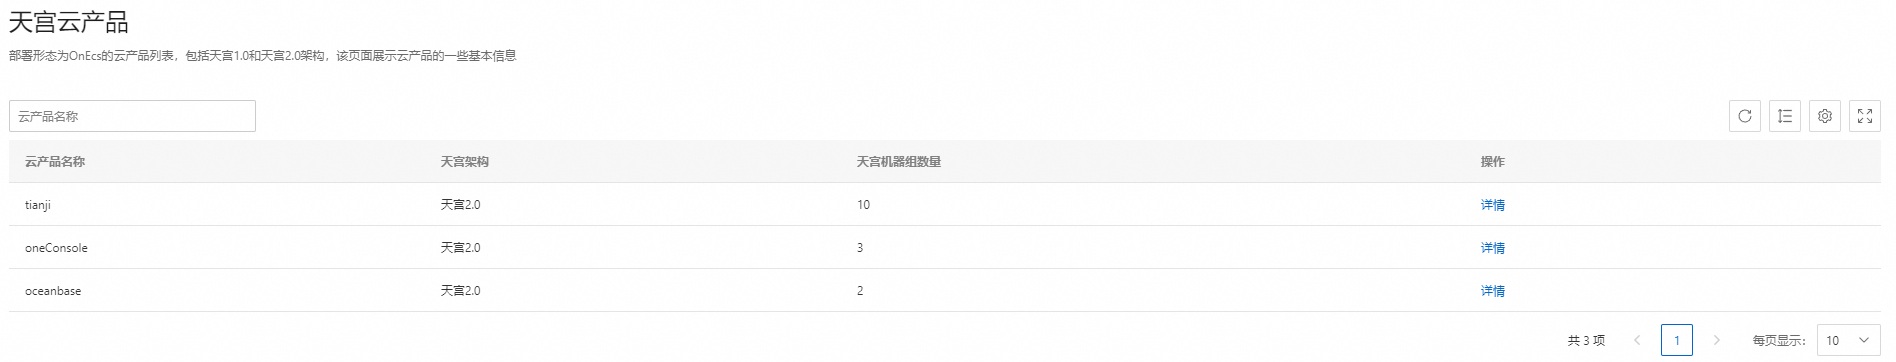 天宫云产品
部署形态为OnEcs的云产品列表，包括天宫1.0和天宫2.0架构，该页面展示云产品的一些基本信息
云产品名称
云产品名称 天宫架构 天宫机器组数量 操作
tianji 天宫2.0 10 详情
oneConsole 天宫2.0 3 详情
oceanbase 天宫2.0 2 详情
共 3 项 1 每页显示： 10